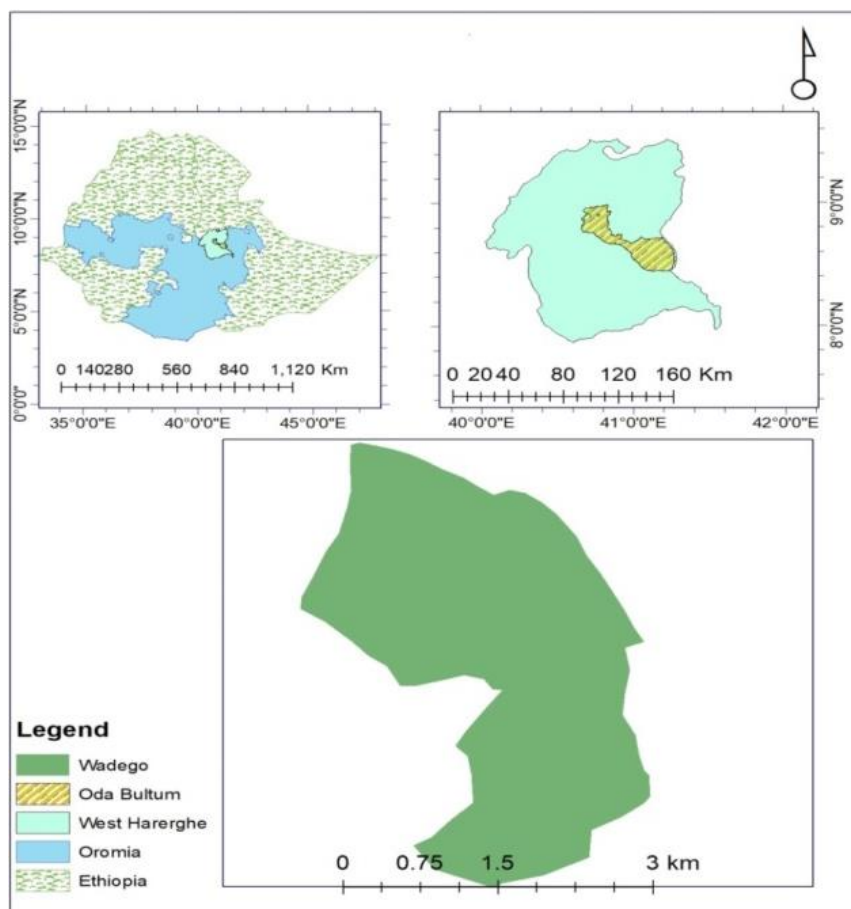 15°0'0"N
10°0'0"N
5°0'0"N
0°0'0"
0 140280 560 840 1,120 Km
35°0'0"E 40°0'0"E 45°0'0"E
9°0'0"N
8°0'0"N
0 20 40 80 120 160 Km
40°0'0"E 41°0'0"E 42°0'0"E
Legend
Wadego
Oda Bultum
West Harerghe
Oromia
Ethiopia
0 0.75 1.5 3 km